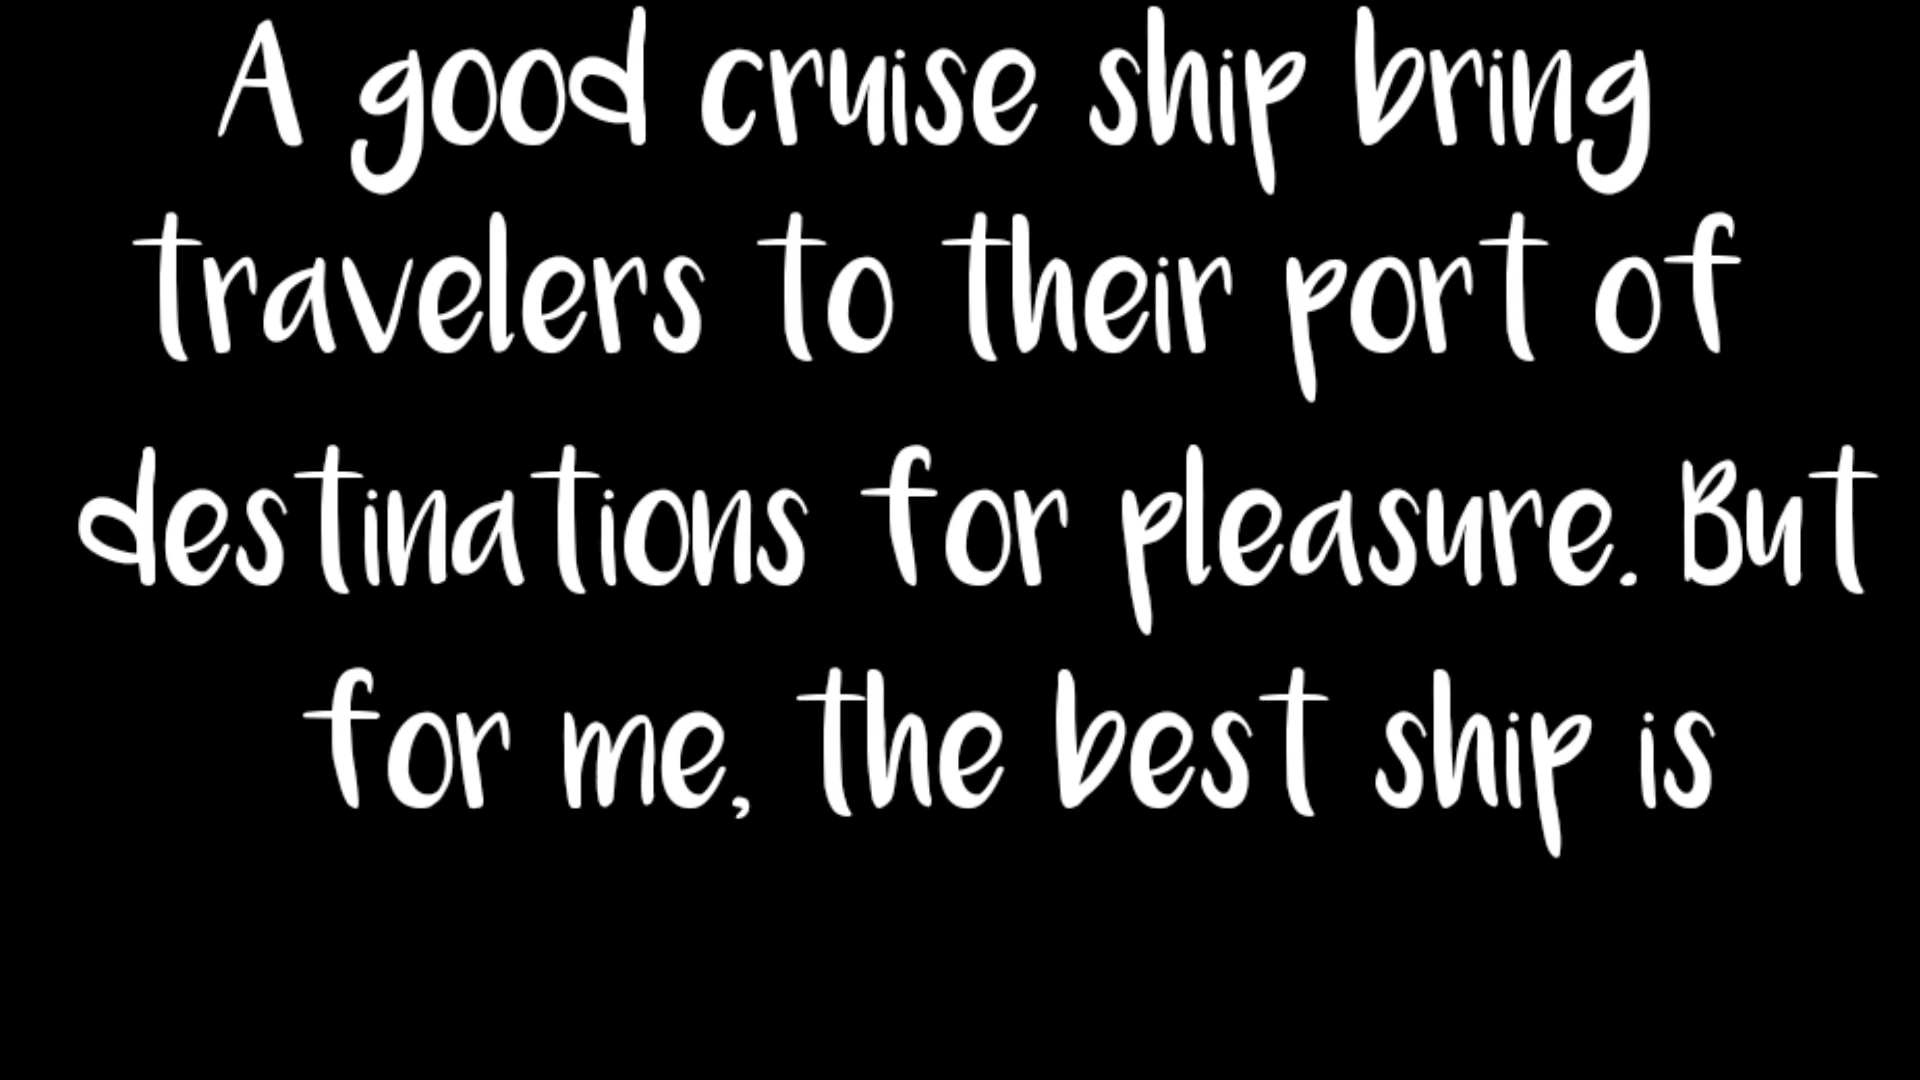 A good cruise ship bring
travelers to their port of
destinations for pleasure. But
for me, the best ship is